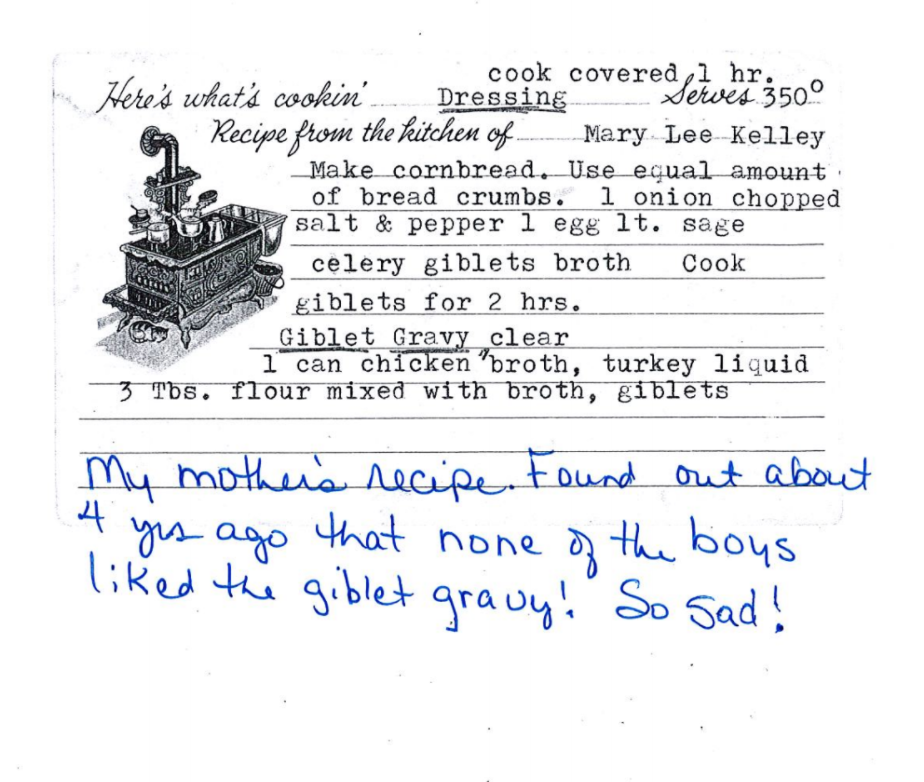 cook covered 1 hr.
Here's what's cookin' Dressing Serves 350°
Recipe from the kitchen of Mary Lee Kelley
Make cornbread. Use equal amount
of bread crumbs. 1 onion chopped
salt & pepper 1 egg lt. sage
celery giblets broth Cook
giblets for 2 hrs.
Giblet Gravy clear
1 can chicken "broth, turkey liquid
3 Tbs. flour mixed with broth, giblets
My mother's recipe. Found out about
4 yrs ago that none of the boys
liked the giblet gravy! So sad!